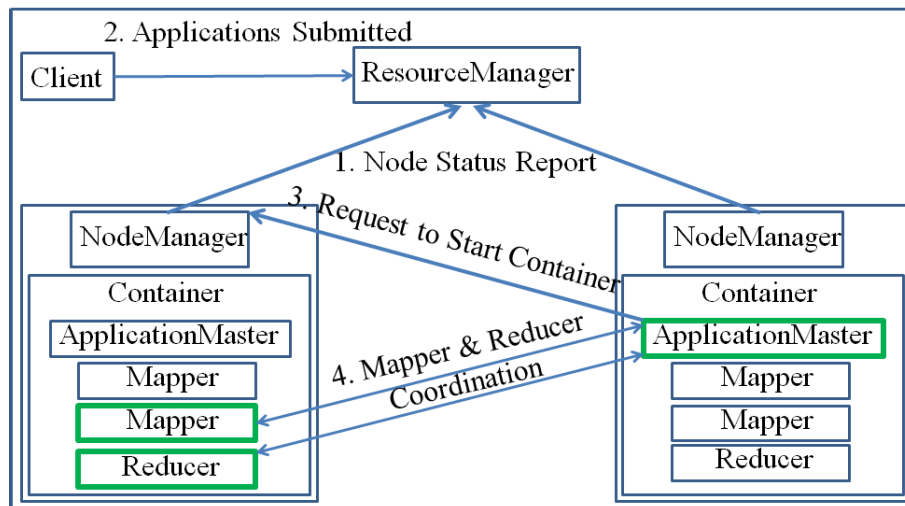 2. Applications Submitted
Client
ResourceManager
1. Node Status Report
3. Request to Start Container
NodeManager
Container
ApplicationMaster
Mapper
Mapper
Reducer
4. Mapper & Reducer
Coordination
NodeManager
Container
ApplicationMaster
Mapper
Mapper
Reducer